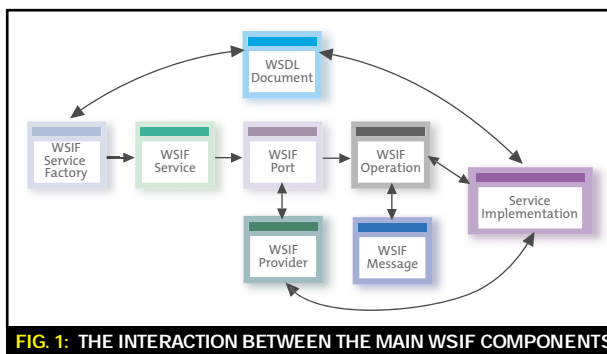 WSDL
Document
WSIF
Service
Factory
WSIF
Service
WSIF
Port
WSIF
Operation
Service
Implementation
WSIF
Provider
WSIF
Message
FIG. 1: THE INTERACTION BETWEEN THE MAIN WSIF COMPONENTS